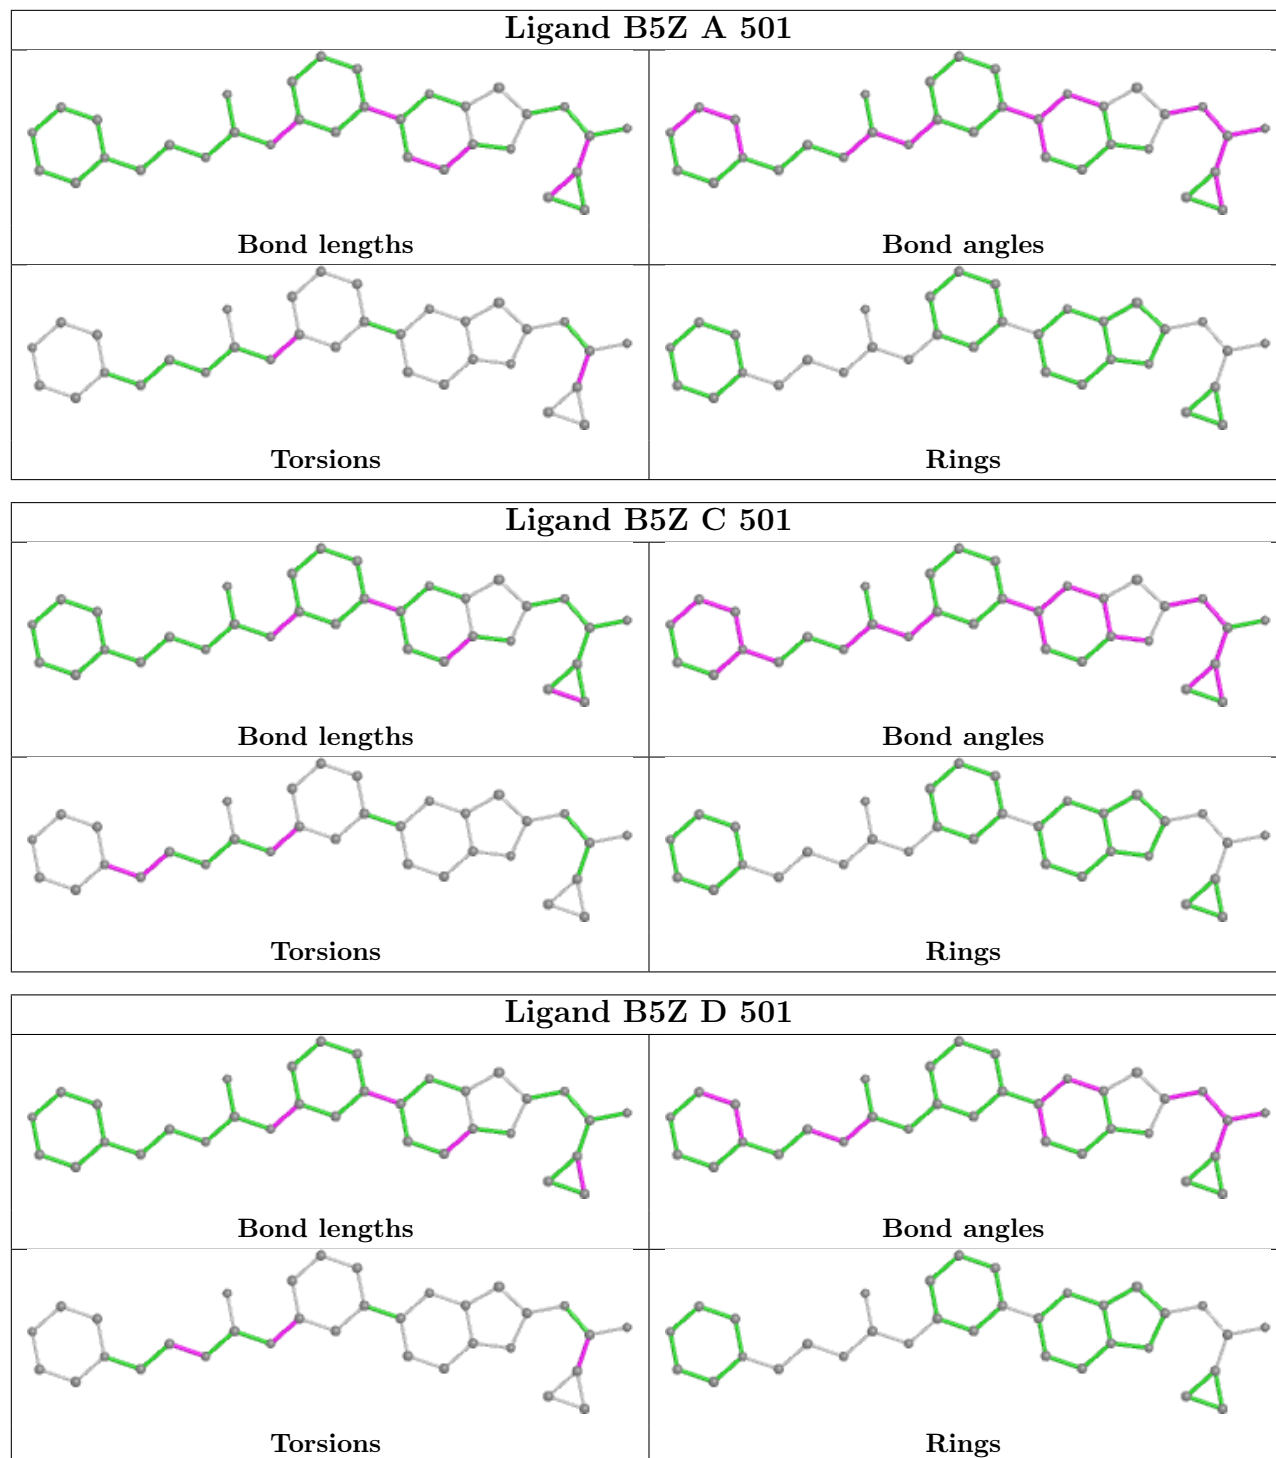 Ligand B5Z A 501
Bond lengths
Bond angles
Torsions
Rings
Ligand B5Z C 501
Bond lengths
Bond angles
Torsions
Rings
Ligand B5Z D 501
Bond lengths
Bond angles
Torsions
Rings